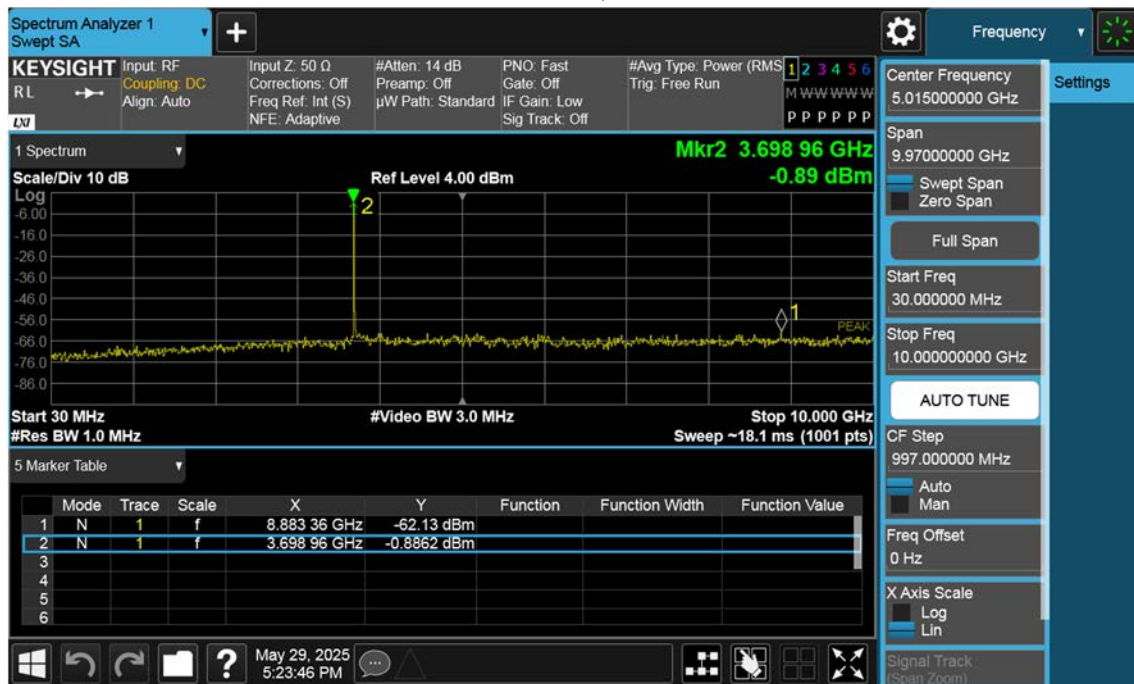 Spectrum Analyzer 1
Swept SA
Frequency
KEYSIGHT
RL
LXI
Input: RF
Coupling: DC
Align: Auto
Input Z: 50 Ω
Corrections: Off
Freq Ref: Int (S)
NFE: Adaptive
#Atten: 14 dB
Preamp: Off
µW Path: Standard
PNO: Fast
Gate: Off
IF Gain: Low
Sig Track: Off
#Avg Type: Power (RMS
Trig: Free Run
1 2 3 4 5 6
M W W W W W
P P P P P P
1 Spectrum
Mkr2 3.698 96 GHz
Scale/Div 10 dB
Ref Level 4.00 dBm
-0.89 dBm
Log
2
-6.00
-16.0
-26.0
-36.0
-46.0
1
-56.0
PEAK
-66.0
-76.0
-86.0
Start 30 MHz
#Video BW 3.0 MHz
Stop 10.000 GHz
#Res BW 1.0 MHz
Sweep ~18.1 ms (1001 pts)
5 Marker Table
Mode Trace Scale X Y Function Function Width Function Value
1 N 1 f 8.883 36 GHz -62.13 dBm
2 N 1 f 3.698 96 GHz -0.8862 dBm
3
4
5
6
?
May 29, 2025
5:23:46 PM
Center Frequency
5.015000000 GHz
Span
9.97000000 GHz
Swept Span
Zero Span
Full Span
Start Freq
30.000000 MHz
Stop Freq
10.000000000 GHz
AUTO TUNE
CF Step
997.000000 MHz
Auto
Man
Freq Offset
0 Hz
X Axis Scale
Log
Lin
Signal Track
(Span Zoom)
Settings